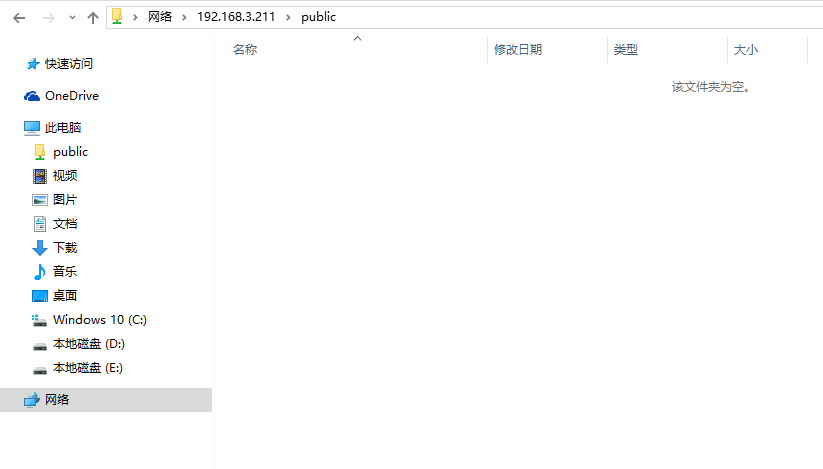 网络 192.168.3.211 public
名称 修改日期 类型 大小
该文件夹为空。
快速访问
OneDrive
此电脑
public
视频
图片
文档
下载
音乐
桌面
Windows 10 (C:)
本地磁盘 (D:)
本地磁盘 (E:)
网络